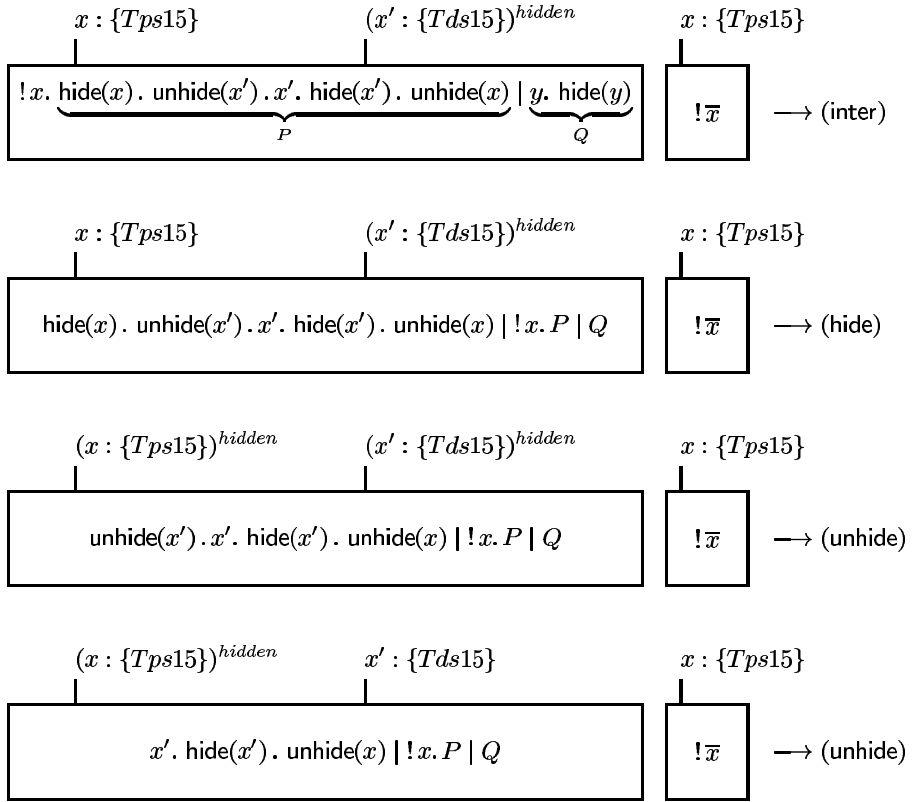 x : {Tps15} (x′ : {Tds15})^hidden x : {Tps15}
! x. hide(x) . unhide(x′) . x′. hide(x′) . unhide(x) | y. hide(y) ! x̅ ⟶ (inter)
P Q
x : {Tps15} (x′ : {Tds15})^hidden x : {Tps15}
hide(x) . unhide(x′) . x′. hide(x′) . unhide(x) | ! x. P | Q ! x̅ ⟶ (hide)
(x : {Tps15})^hidden (x′ : {Tds15})^hidden x : {Tps15}
unhide(x′) . x′. hide(x′) . unhide(x) | ! x. P | Q ! x̅ ⟶ (unhide)
(x : {Tps15})^hidden x′ : {Tds15} x : {Tps15}
x′. hide(x′) . unhide(x) | ! x. P | Q ! x̅ ⟶ (unhide)